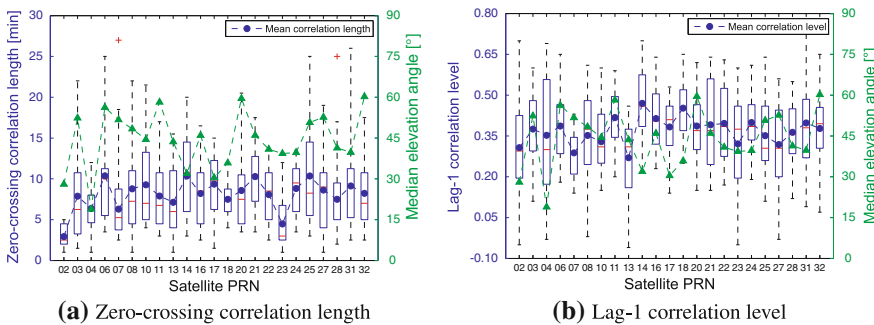 Zero-crossing correlation length [min]
30
25
20
15
10
5
0
Mean correlation length
90
75
60
45
30
15
0
Median elevation angle [°]
02 03 04 06 07 08 10 11 13 14 16 17 18 20 21 22 23 24 25 27 28 31 32
Satellite PRN
(a) Zero-crossing correlation length
Lag-1 correlation level
0.80
0.65
0.50
0.35
0.20
0.05
-0.10
Mean correlation level
90
75
60
45
30
15
0
Median elevation angle [°]
02 03 04 06 07 08 10 11 13 14 16 17 18 20 21 22 23 24 25 27 28 31 32
Satellite PRN
(b) Lag-1 correlation level